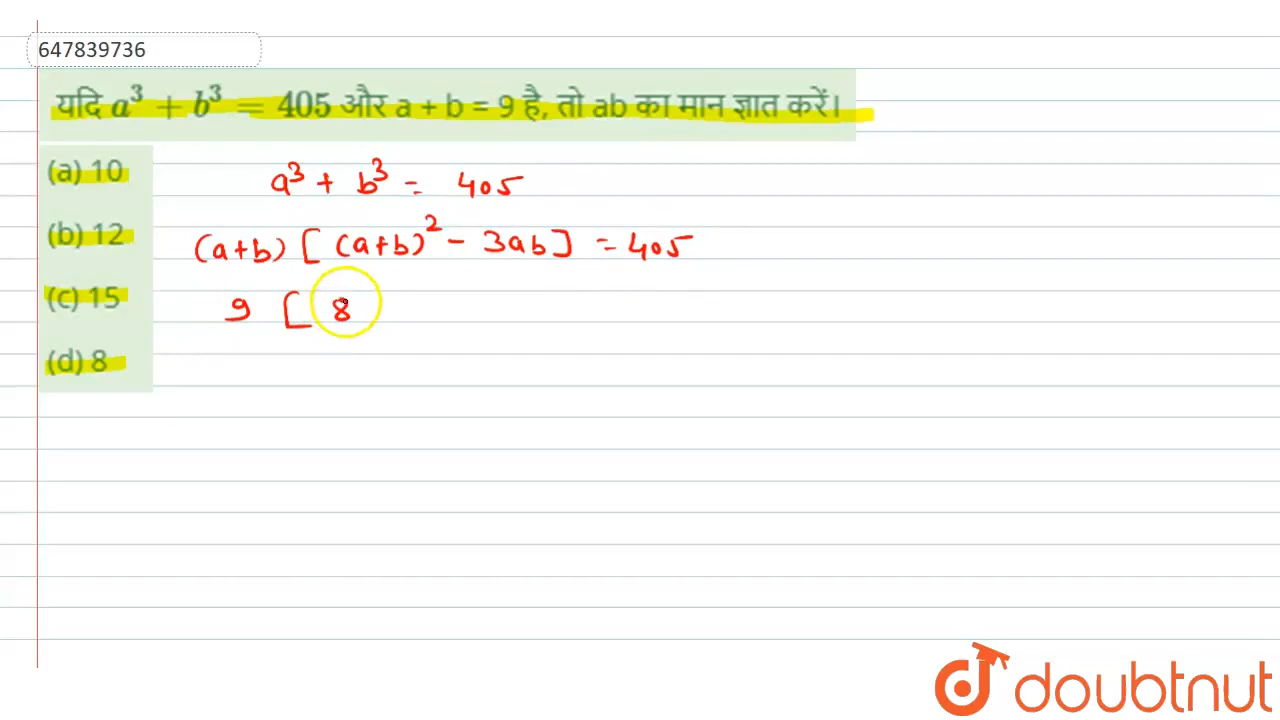 647839736
यदि a³ + b³ = 405 और a + b = 9 है, तो ab का मान ज्ञात करें।
(a) 10
(b) 12
(c) 15
(d) 8
a³ + b³ = 405
(a+b) [(a+b)² - 3ab] = 405
9 [ 8
doubtnut